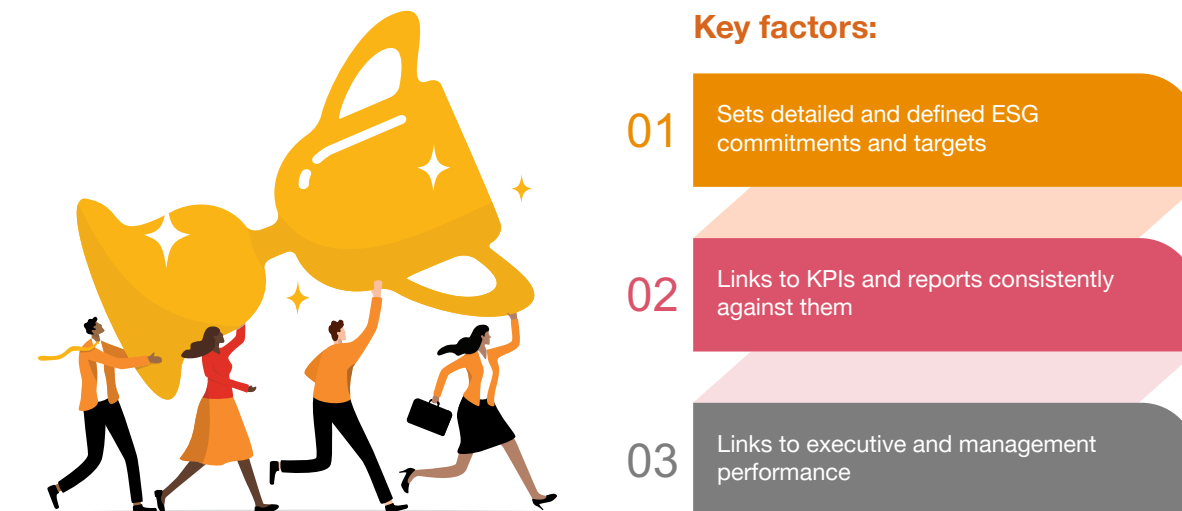 Key factors:
01
Sets detailed and defined ESG
commitments and targets
02
Links to KPIs and reports consistently
against them
03
Links to executive and management
performance